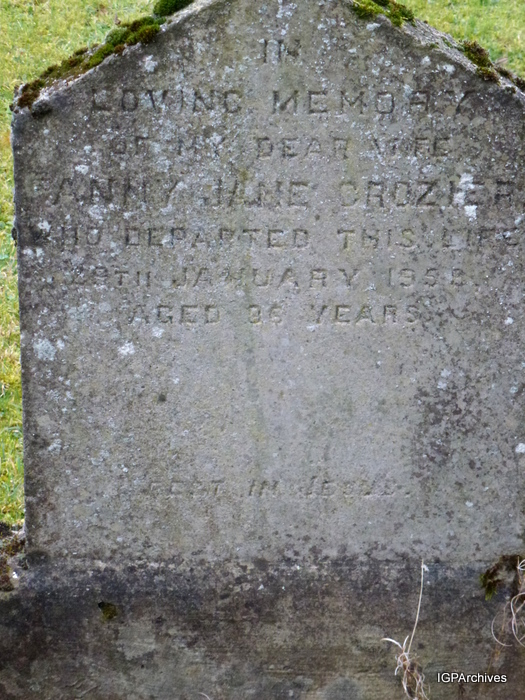 IN
LOVING MEMORY
OF MY DEAR WIFE
JANE CROZIER
WHO DEPARTED THIS LIFE
JANUARY
AGED YEARS
REST IN JESUS.
IGPArchives